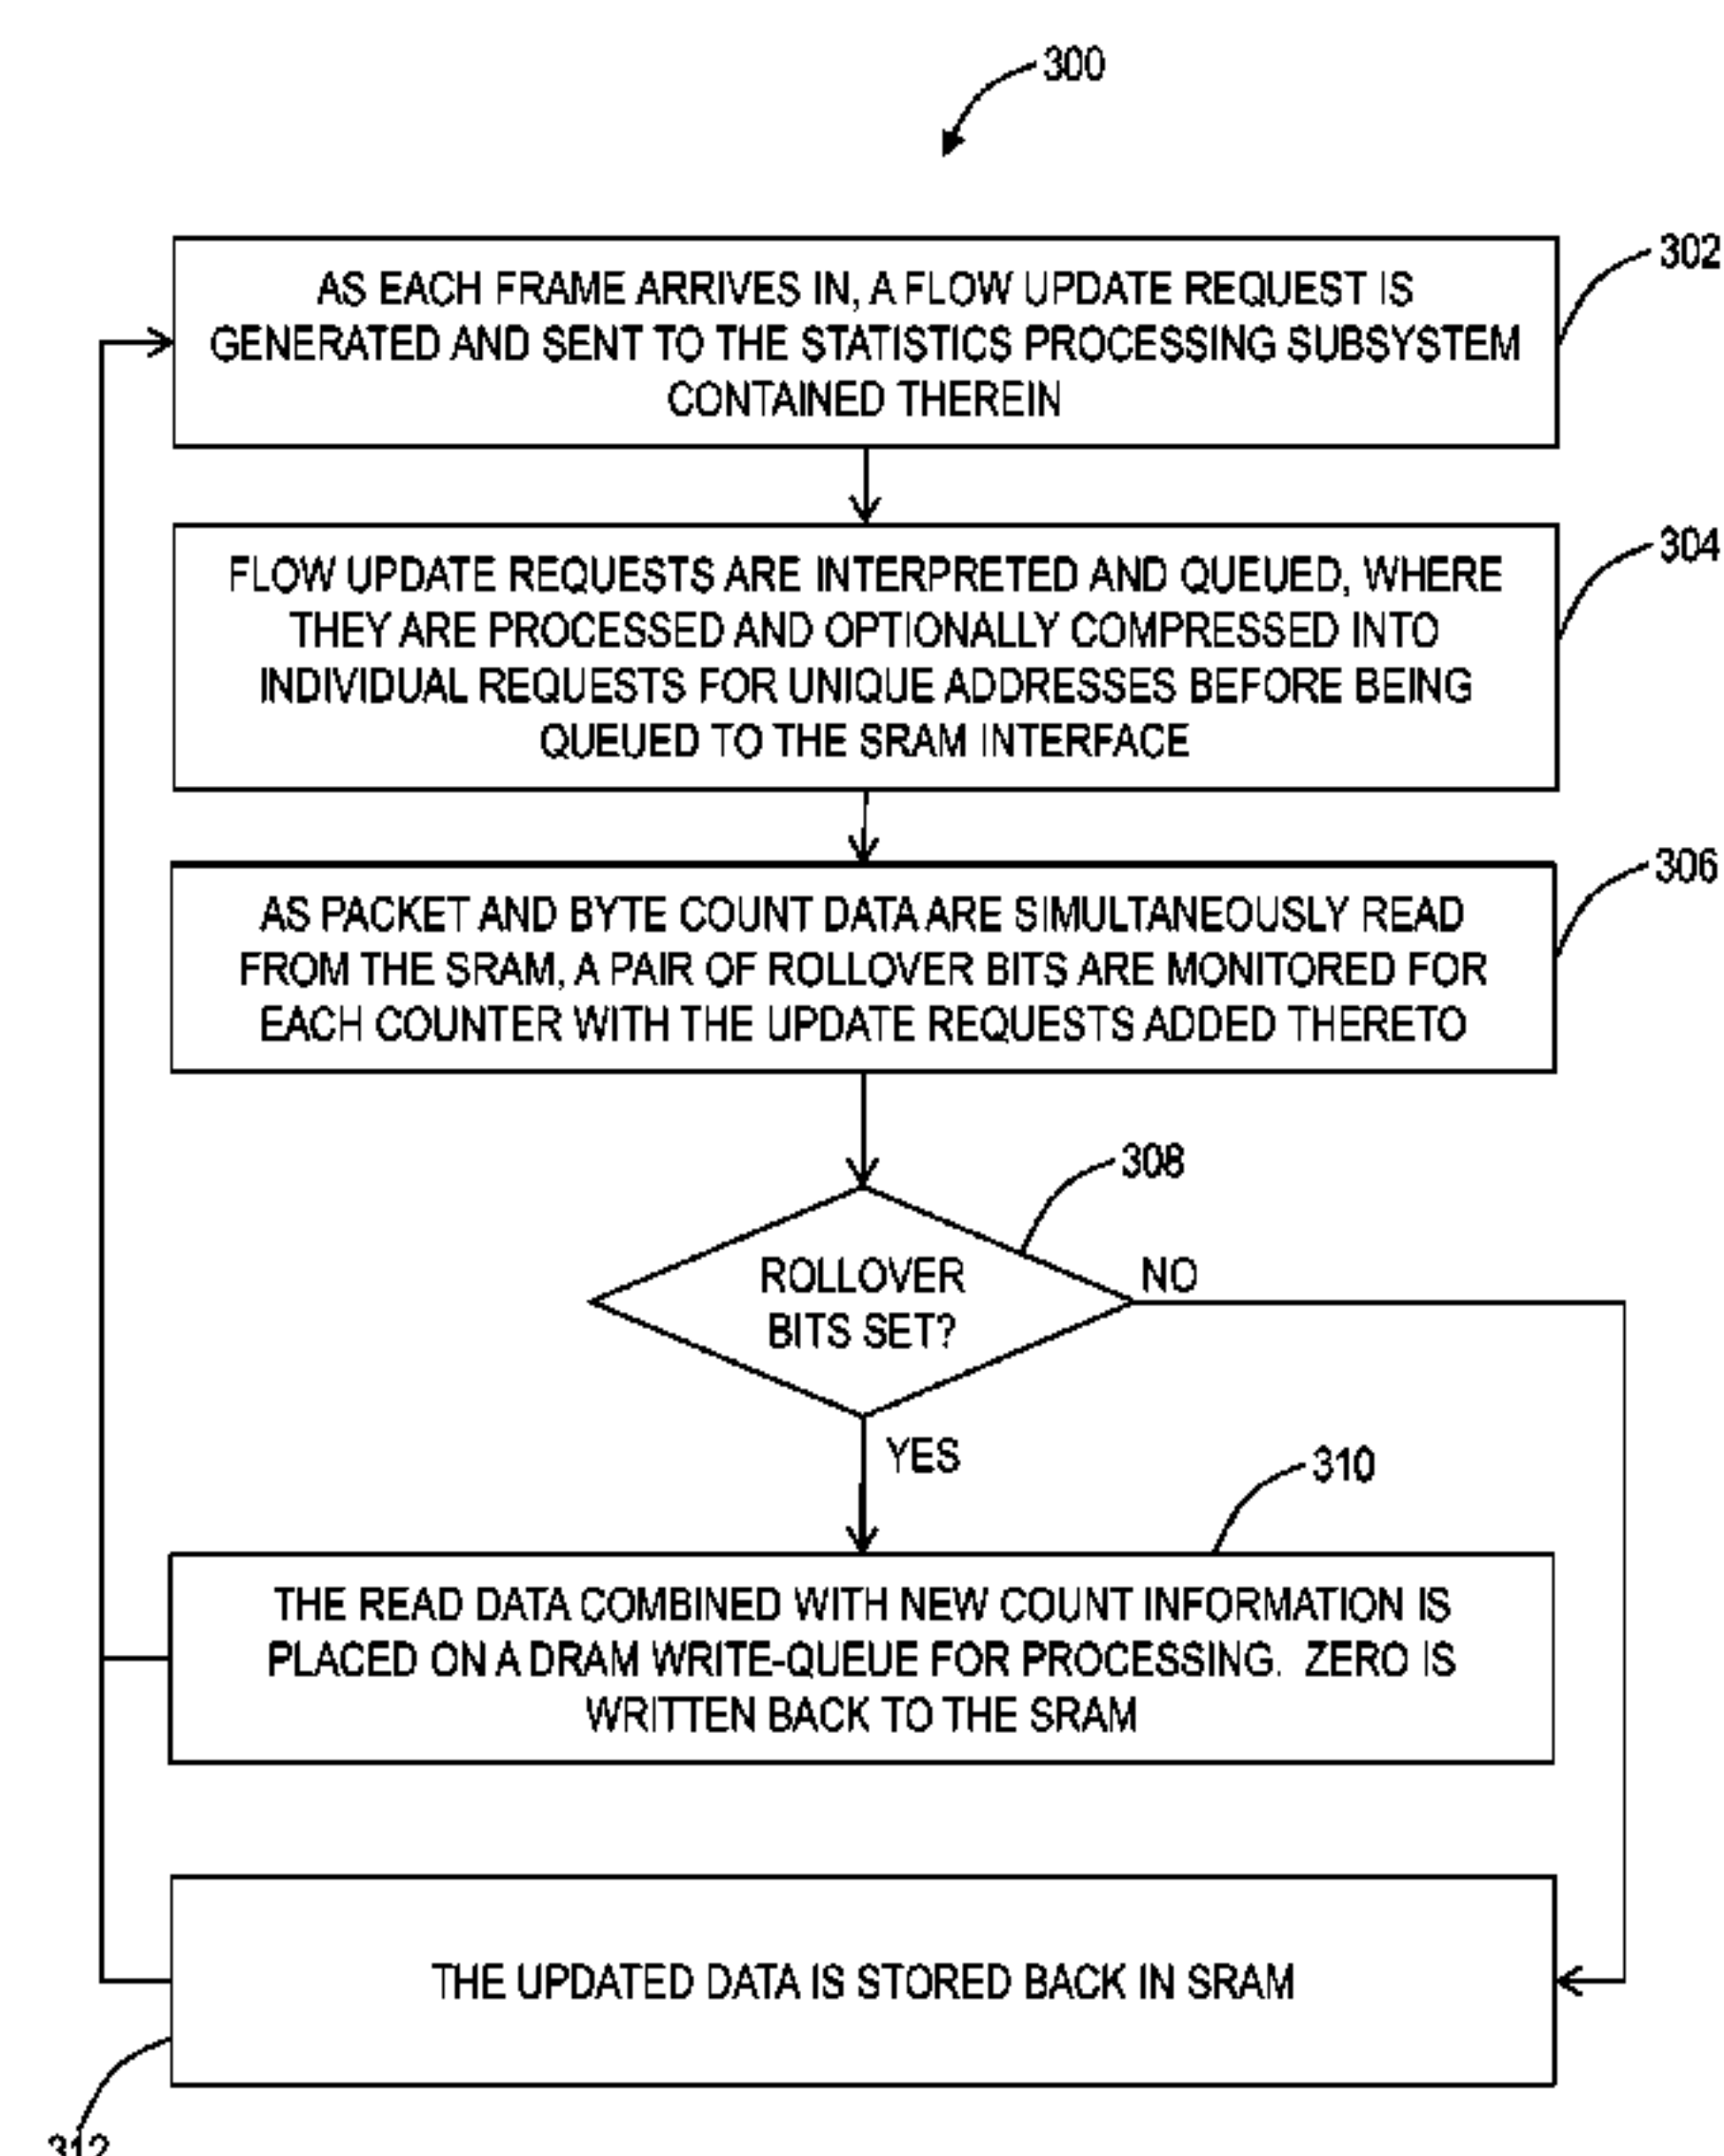 300
302
AS EACH FRAME ARRIVES IN, A FLOW UPDATE REQUEST IS
GENERATED AND SENT TO THE STATISTICS PROCESSING SUBSYSTEM
CONTAINED THEREIN
304
FLOW UPDATE REQUESTS ARE INTERPRETED AND QUEUED, WHERE
THEY ARE PROCESSED AND OPTIONALLY COMPRESSED INTO
INDIVIDUAL REQUESTS FOR UNIQUE ADDRESSES BEFORE BEING
QUEUED TO THE SRAM INTERFACE
306
AS PACKET AND BYTE COUNT DATA ARE SIMULTANEOUSLY READ
FROM THE SRAM, A PAIR OF ROLLOVER BITS ARE MONITORED FOR
EACH COUNTER WITH THE UPDATE REQUESTS ADDED THERETO
308
ROLLOVER
BITS SET?
NO
YES
310
THE READ DATA COMBINED WITH NEW COUNT INFORMATION IS
PLACED ON A DRAM WRITE-QUEUE FOR PROCESSING. ZERO IS
WRITTEN BACK TO THE SRAM
THE UPDATED DATA IS STORED BACK IN SRAM
312